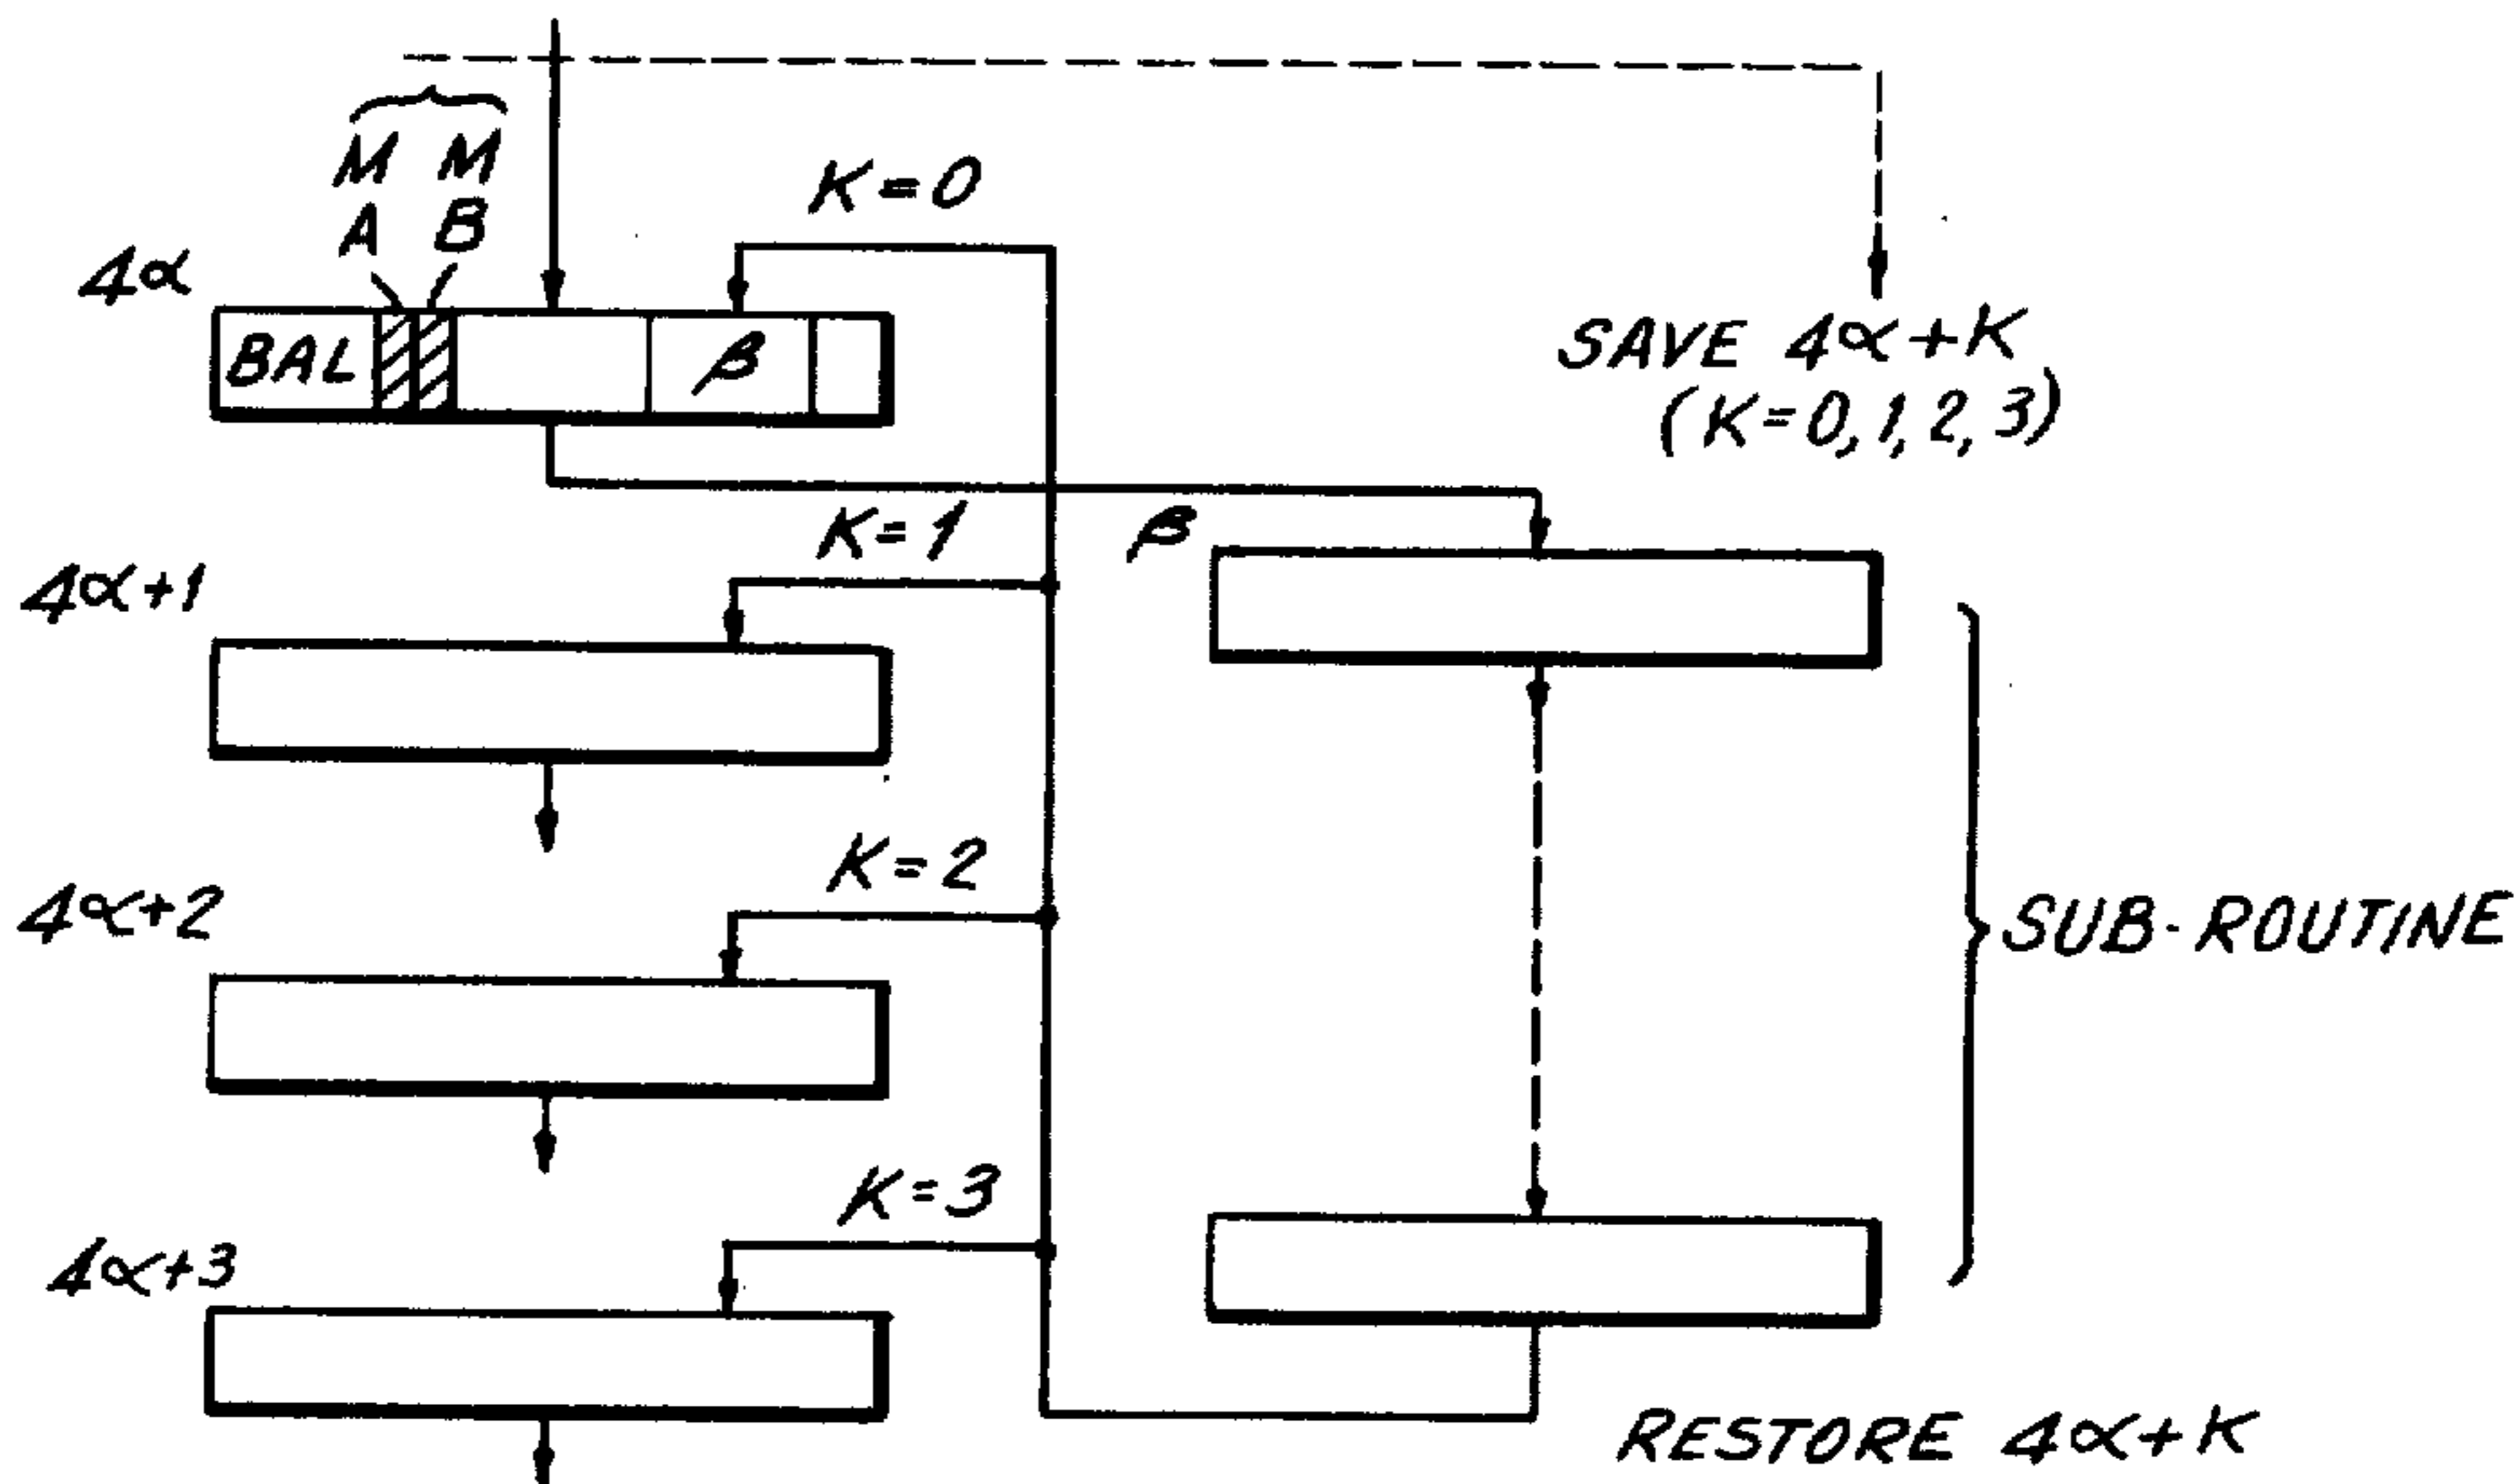 M M
A B
K=0
4α
BAL
β
SAVE 4α+K
(K=0,1,2,3)
K=1
β
4α+1
K=2
4α+2
SUB-ROUTINE
K=3
4α+3
RESTORE 4α+K